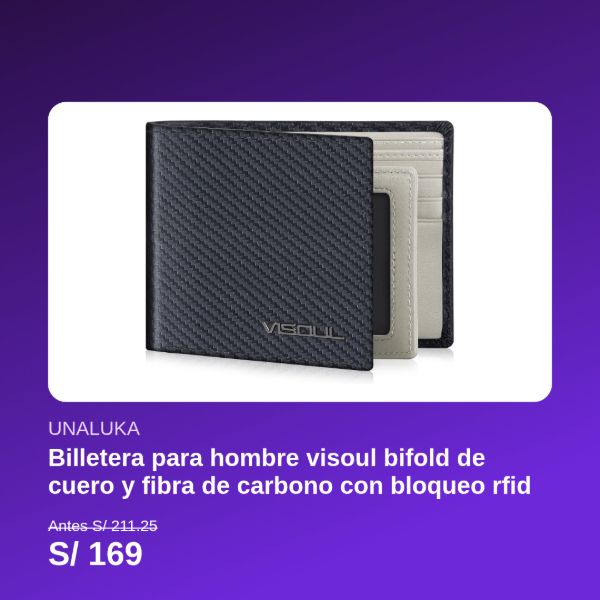 VISOUL
UNALUKA
Billetera para hombre visoul bifold de
cuero y fibra de carbono con bloqueo rfid
Antes S/ 211.25
S/ 169